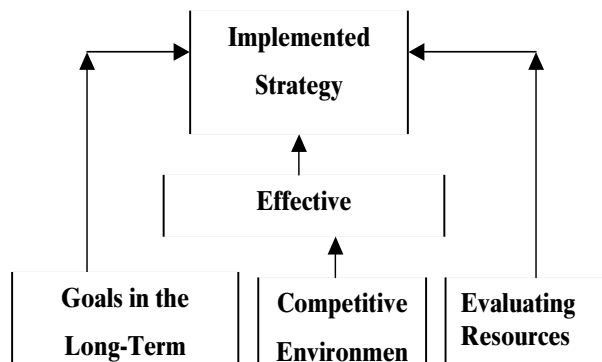 Implemented
Strategy
Effective
Goals in the
Long-Term
Competitive
Environmen
Evaluating
Resources